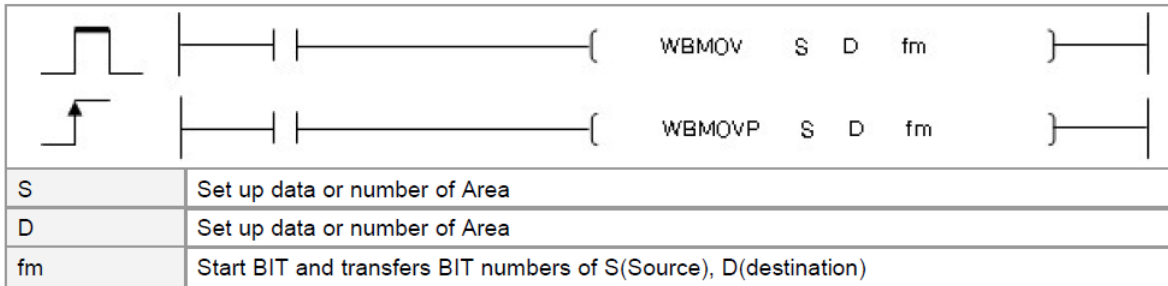 WBMOV S D fm
WBMOVP S D fm
S Set up data or number of Area
D Set up data or number of Area
fm Start BIT and transfers BIT numbers of S(Source), D(destination)